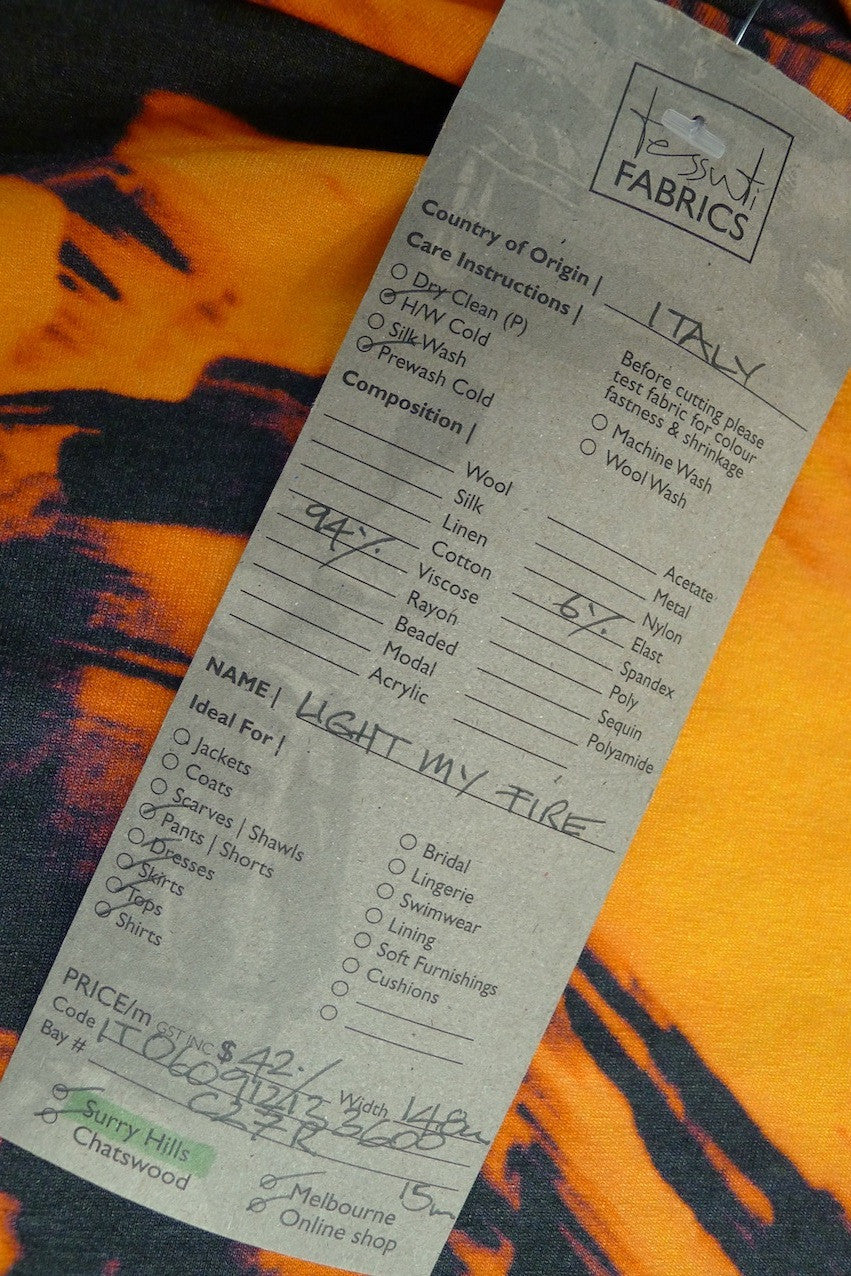 tessuti
FABRICS
Country of Origin | ITALY
Care Instructions |
Dry Clean (P)
H/W Cold
Silk Wash
Prewash Cold
Before cutting please
test fabric for colour
fastness & shrinkage
Machine Wash
Wool Wash
Composition |
Wool
Silk
Linen
Cotton
94% Viscose
Rayon
Beaded
Modal
Acrylic
Acetate
Metal
Nylon
6% Elast
Spandex
Poly
Sequin
Polyamide
NAME | LIGHT MY FIRE
Ideal For |
Jackets
Coats
Scarves | Shawls
Pants | Shorts
Dresses
Skirts
Tops
Shirts
Bridal
Lingerie
Swimwear
Lining
Soft Furnishings
Cushions
PRICE/m GST INC $ 42./ Width
Code
Bay # C27R
15m
Surry Hills
Chatswood
Melbourne
Online shop